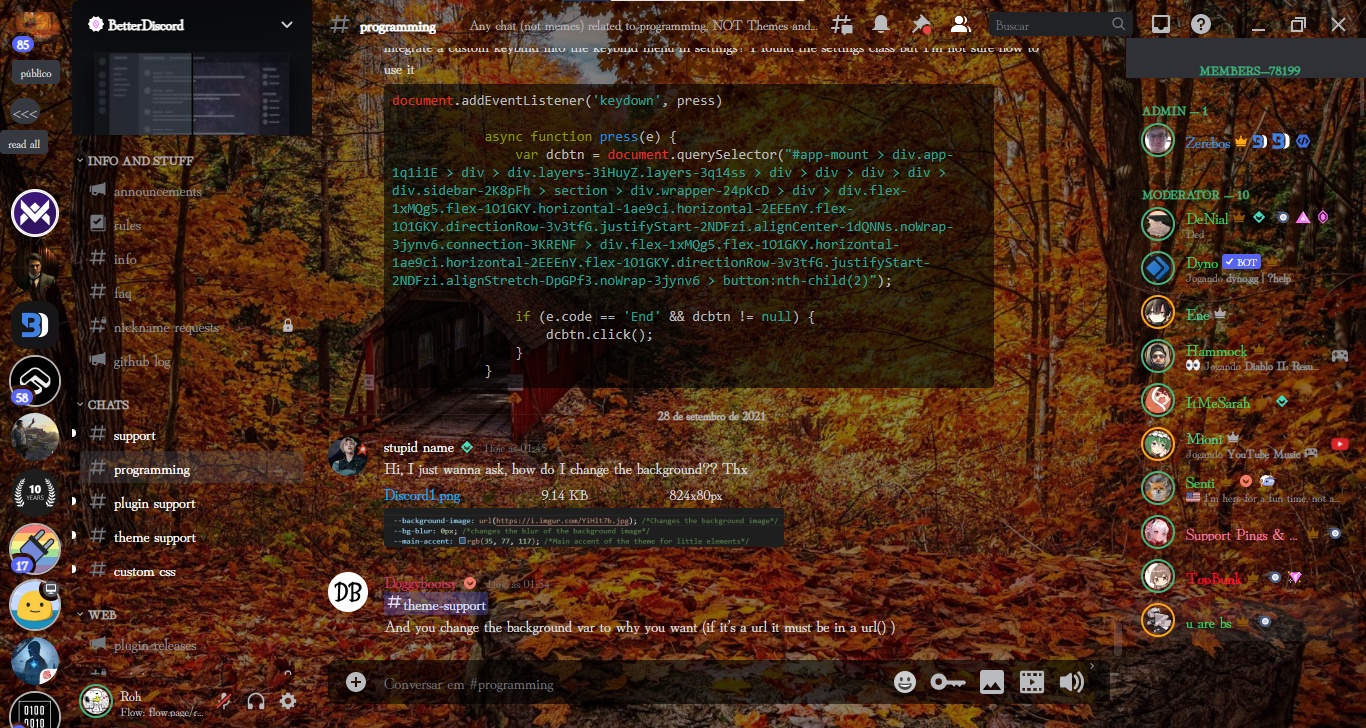 85
público
<<<
read all
58
10
YEARS
17
0100
BetterDiscord
INFO AND STUFF
announcements
rules
info
faq
nickname requests
github log
CHATS
support
programming
plugin support
theme support
custom css
WEB
plugin releases
Roh
Flow: flow.page/r...
programming
Any chat (not memes) related to programming, NOT Themes and...
Buscar
integrate a custom keybind into the keybind menu in settings? I found the settings class but I'm not sure how to
use it
document.addEventListener('keydown', press)
async function press(e) {
var dcbtn = document.querySelector("#app-mount > div.app-
1q1i1E > div > div.layers-3iHuyZ.layers-3q14ss > div > div > div > div >
div.sidebar-2K8pFh > section > div.wrapper-24pKcD > div > div.flex-
1xMQg5.flex-1O1GKY.horizontal-1ae9ci.horizontal-2EEEnY.flex-
1O1GKY.directionRow-3v3tfG.justifyStart-2NDFzi.alignCenter-1dQNNs.noWrap-
3jynv6.connection-3KRENF > div.flex-1xMQg5.flex-1O1GKY.horizontal-
1ae9ci.horizontal-2EEEnY.flex-1O1GKY.directionRow-3v3tfG.justifyStart-
2NDFzi.alignStretch-DpGPf3.noWrap-3jynv6 > button:nth-child(2)");
if (e.code == 'End' && dcbtn != null) {
dcbtn.click();
}
}
28 de setembro de 2021
stupid name Hoje às 01:45
Hi, I just wanna ask, how do I change the background?? Thx
Discord1.png 9.14 KB 824x80px
--background-image: url(https://i.imgur.com/YiHlt7b.jpg); /*Changes the background image*/
--bg-blur: 0px; /*changes the blur of the background image*/
--main-accent: rgb(35, 77, 117); /*Main accent of the theme for little elements*/
DB
Doggybootsy Hoje às 01:54
#theme-support
And you change the background var to why you want (if it's a url it must be in a url() )
Conversar em #programming
MEMBERS—78199
ADMIN — 1
Zerebos
MODERATOR — 10
DeNial
Ded
Dyno BOT
Jogando dyno.gg | ?help
Ene
Hammock
Jogando Diablo II: Resu...
ItMeSarah
Mioni
Jogando YouTube Music
Senti
I'm here for a fun time, not a...
Support Pings & ...
TopBunk
u are bs